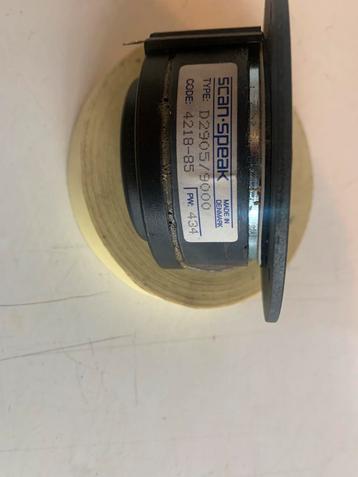 scan-speak
TYPE: D2905/9000
CODE: 4218-85
MADE IN
DENMARK
PW: 434